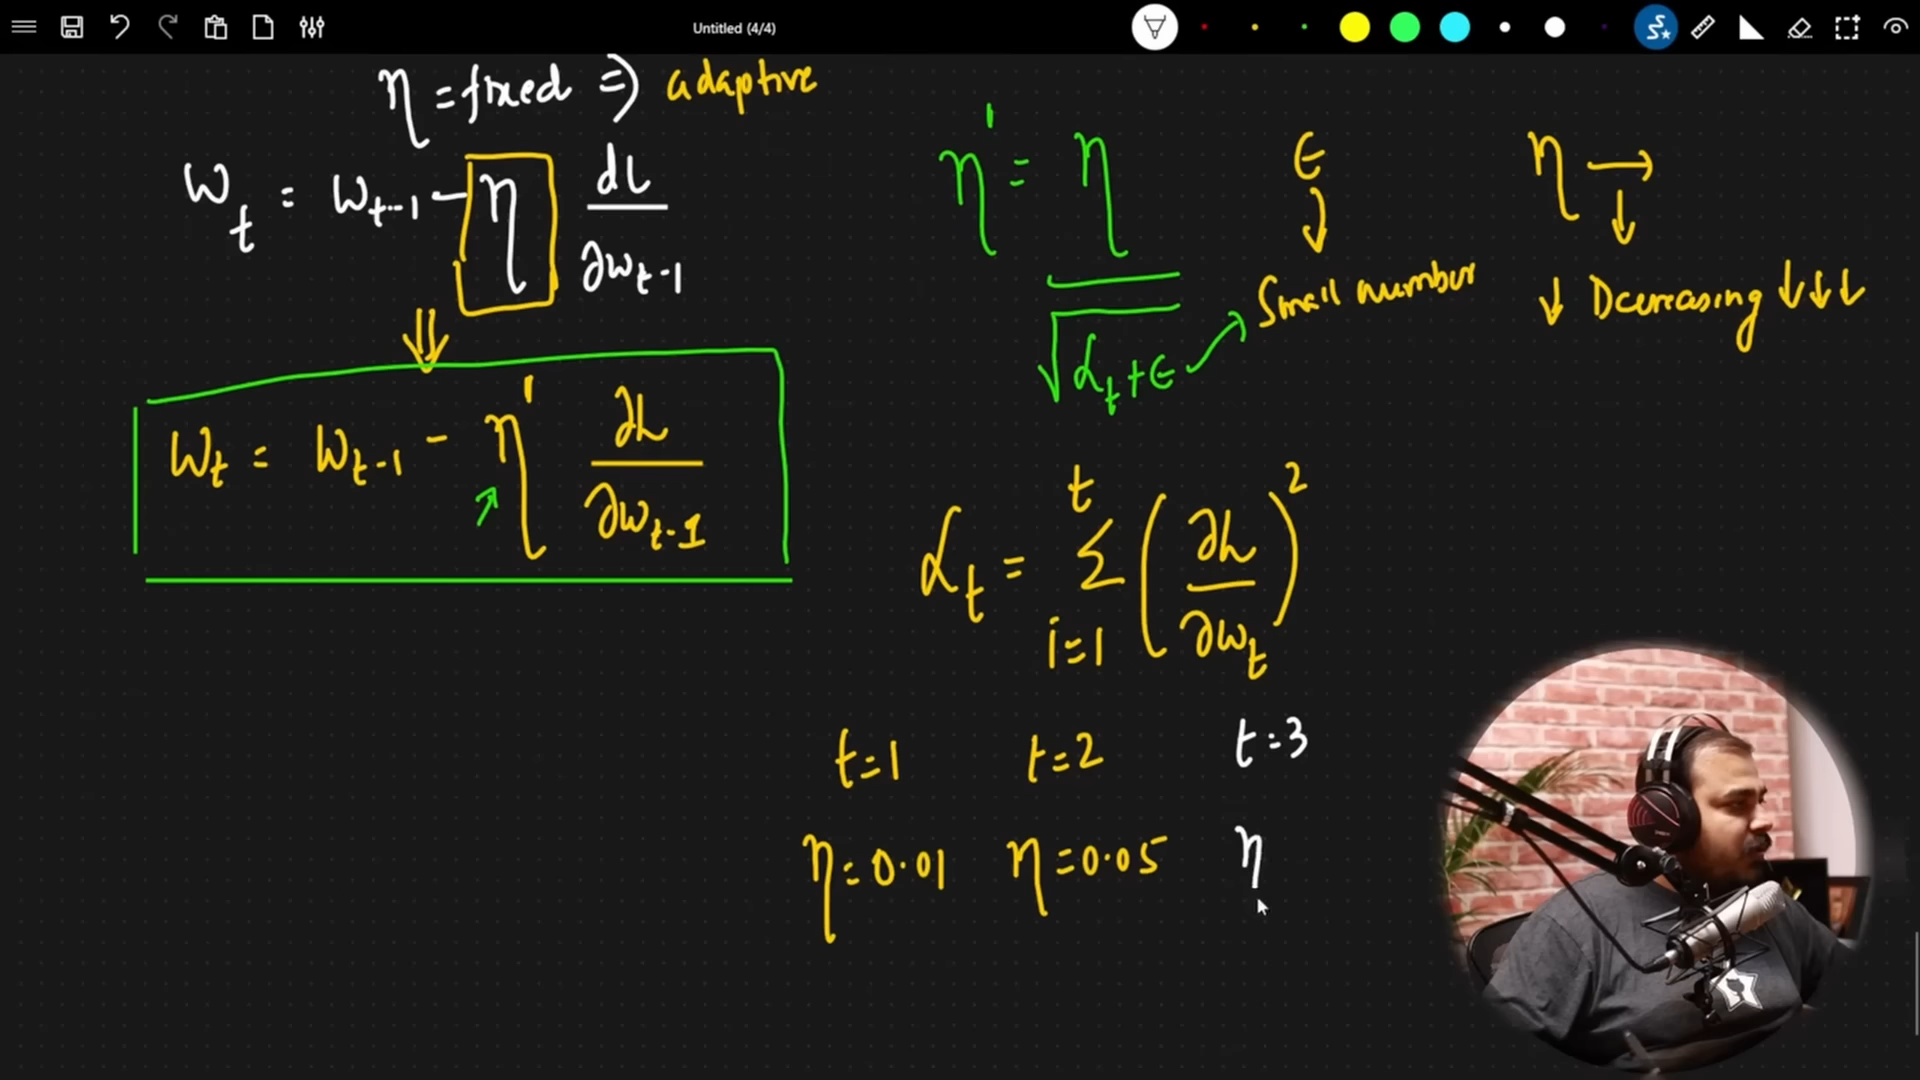 Untitled (4/4)
η = fixed ⇒ adaptive
W_t = W_{t-1} - η dL/∂w_{t-1}
W_t = W_{t-1} - η' ∂L/∂w_{t-1}
η' = η/√(α_t + ε)
ε
Small number
η →
↓ Dcereasing ↓↓↓
α_t = Σ_{i=1}^{t} (∂L/∂w_t)^2
t=1 t=2 t=3
η=0.01 η=0.05 η